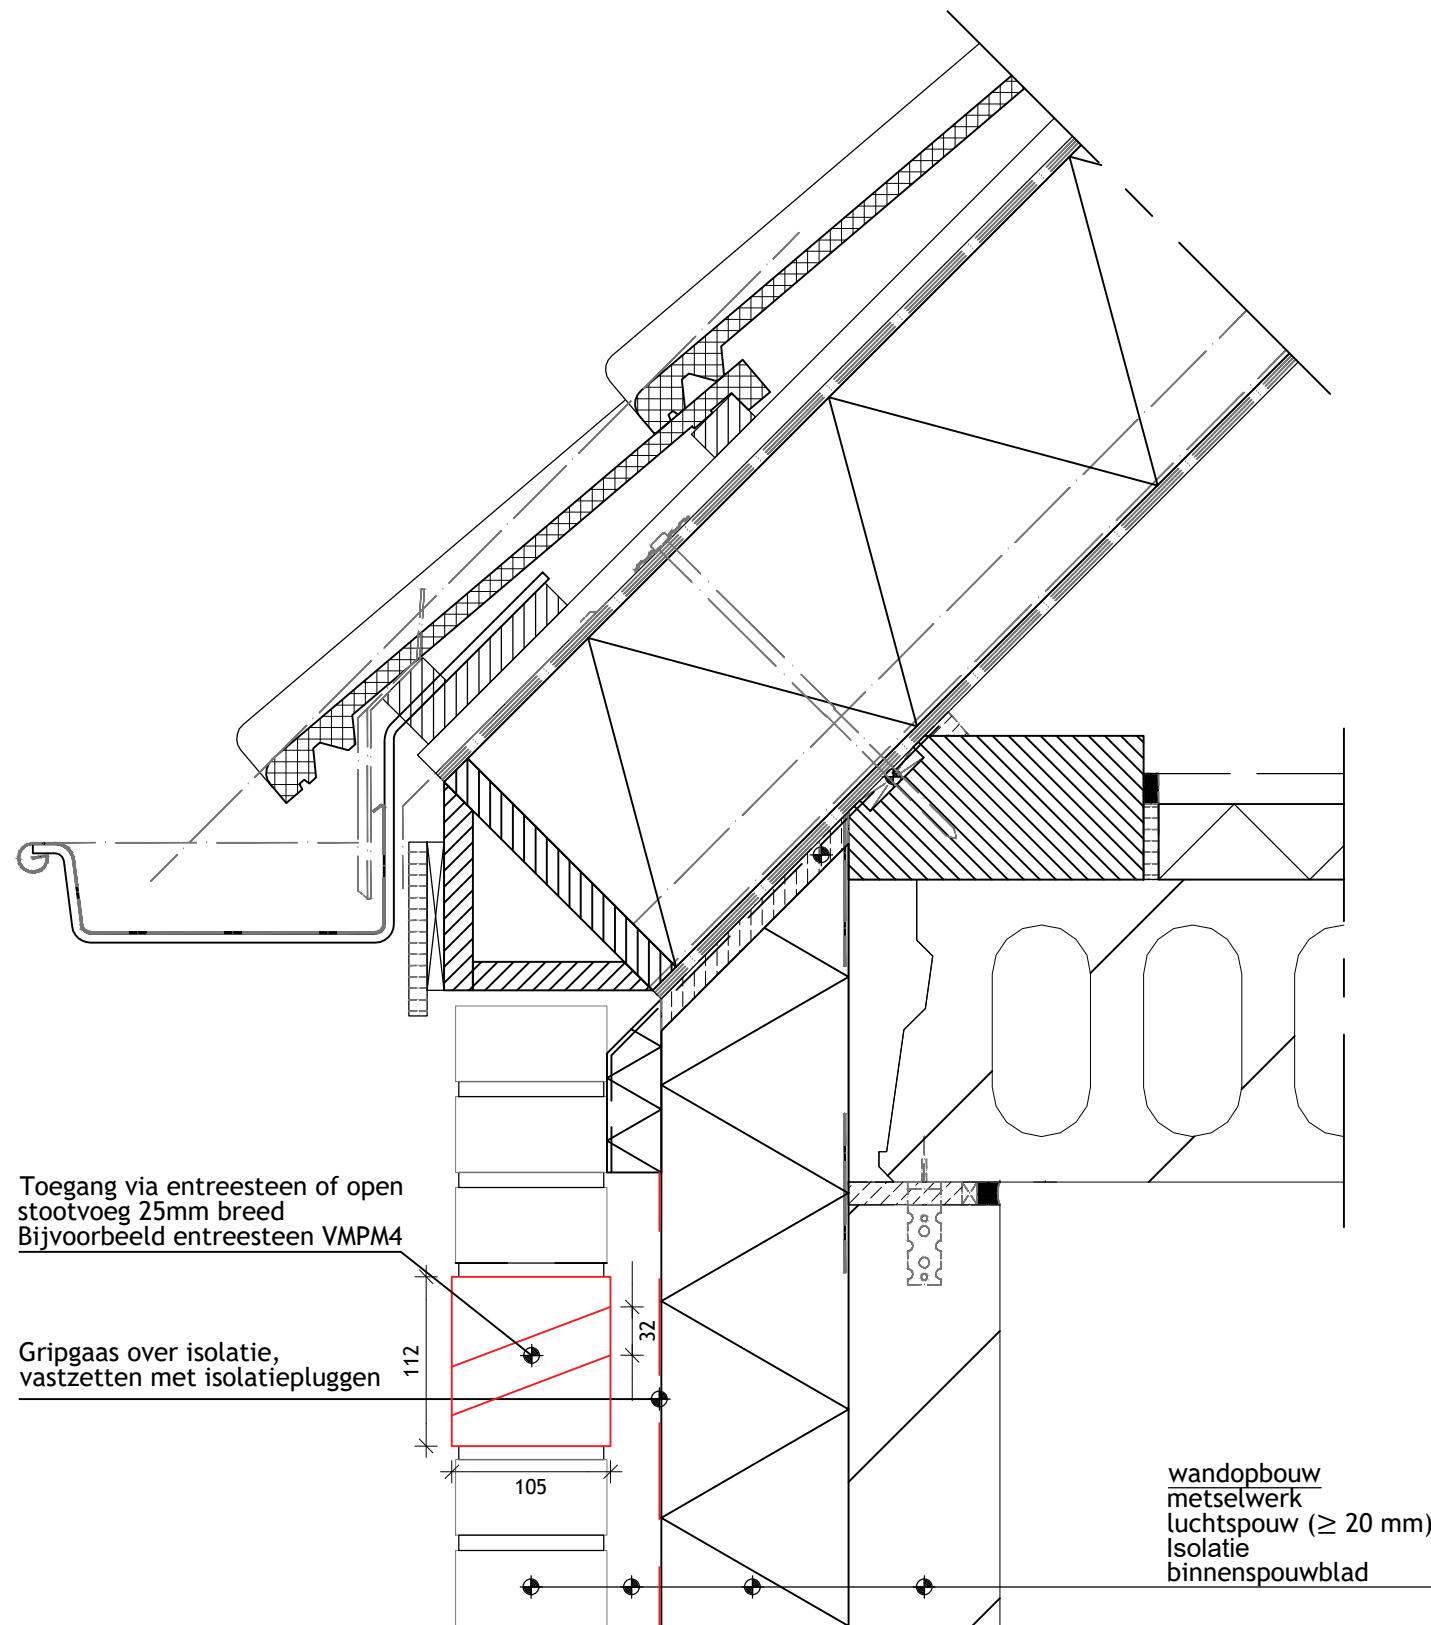 Toegang via entreesteen of open
stootvoeg 25mm breed
Bijvoorbeeld entreesteen VMPM4
32
112
Gripgaas over isolatie,
vastzetten met isolatiepluggen
105
wandopbouw
metselwerk
luchtspouw (≥ 20 mm)
Isolatie
binnenspouwblad